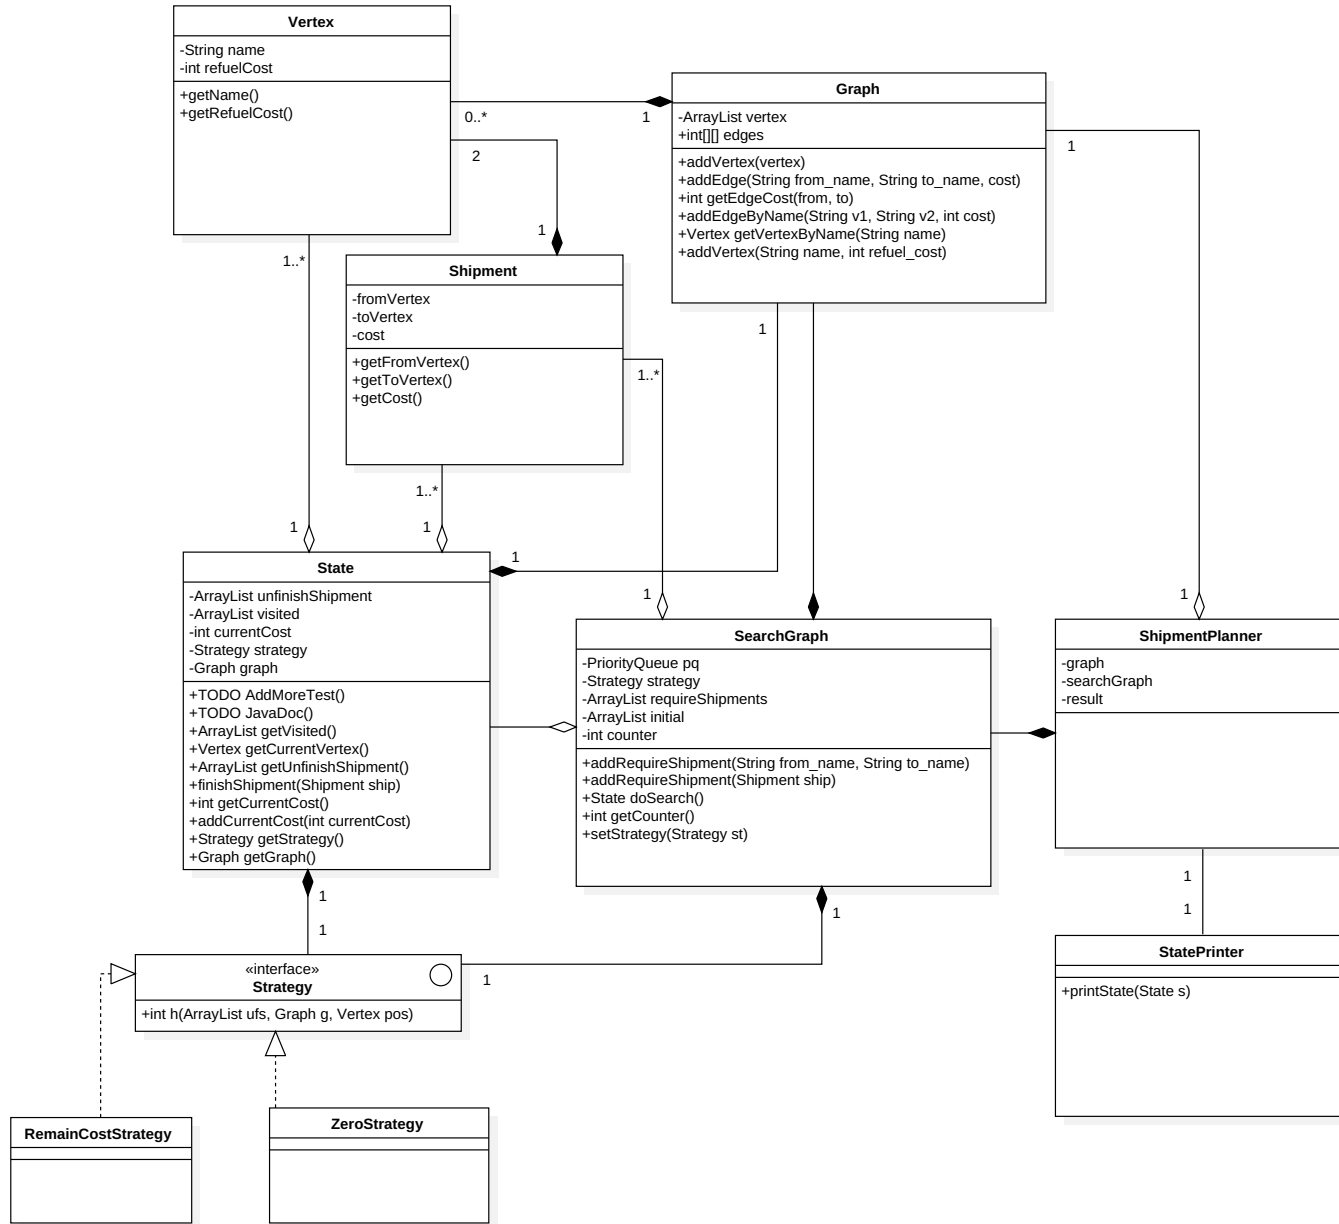 Vertex
-String name
-int refuelCost
+getName()
+getRefuelCost()
0..*
1
2
1
1..*
1
Graph
-ArrayList vertex
+int[][] edges
+addVertex(vertex)
+addEdge(String from_name, String to_name, cost)
+int getEdgeCost(from, to)
+addEdgeByName(String v1, String v2, int cost)
+Vertex getVertexByName(String name)
+addVertex(String name, int refuel_cost)
1
1
1
1
Shipment
-fromVertex
-toVertex
-cost
+getFromVertex()
+getToVertex()
+getCost()
1..*
1
1..*
1
State
-ArrayList unfinishShipment
-ArrayList visited
-int currentCost
-Strategy strategy
-Graph graph
+TODO AddMoreTest()
+TODO JavaDoc()
+ArrayList getVisited()
+Vertex getCurrentVertex()
+ArrayList getUnfinishShipment()
+finishShipment(Shipment ship)
+int getCurrentCost()
+addCurrentCost(int currentCost)
+Strategy getStrategy()
+Graph getGraph()
1
1
SearchGraph
-PriorityQueue pq
-Strategy strategy
-ArrayList requireShipments
-ArrayList initial
-int counter
+addRequireShipment(String from_name, String to_name)
+addRequireShipment(Shipment ship)
+State doSearch()
+int getCounter()
+setStrategy(Strategy st)
1
1
ShipmentPlanner
-graph
-searchGraph
-result
1
1
StatePrinter
+printState(State s)
«interface»
Strategy
+int h(ArrayList ufs, Graph g, Vertex pos)
RemainCostStrategy
ZeroStrategy